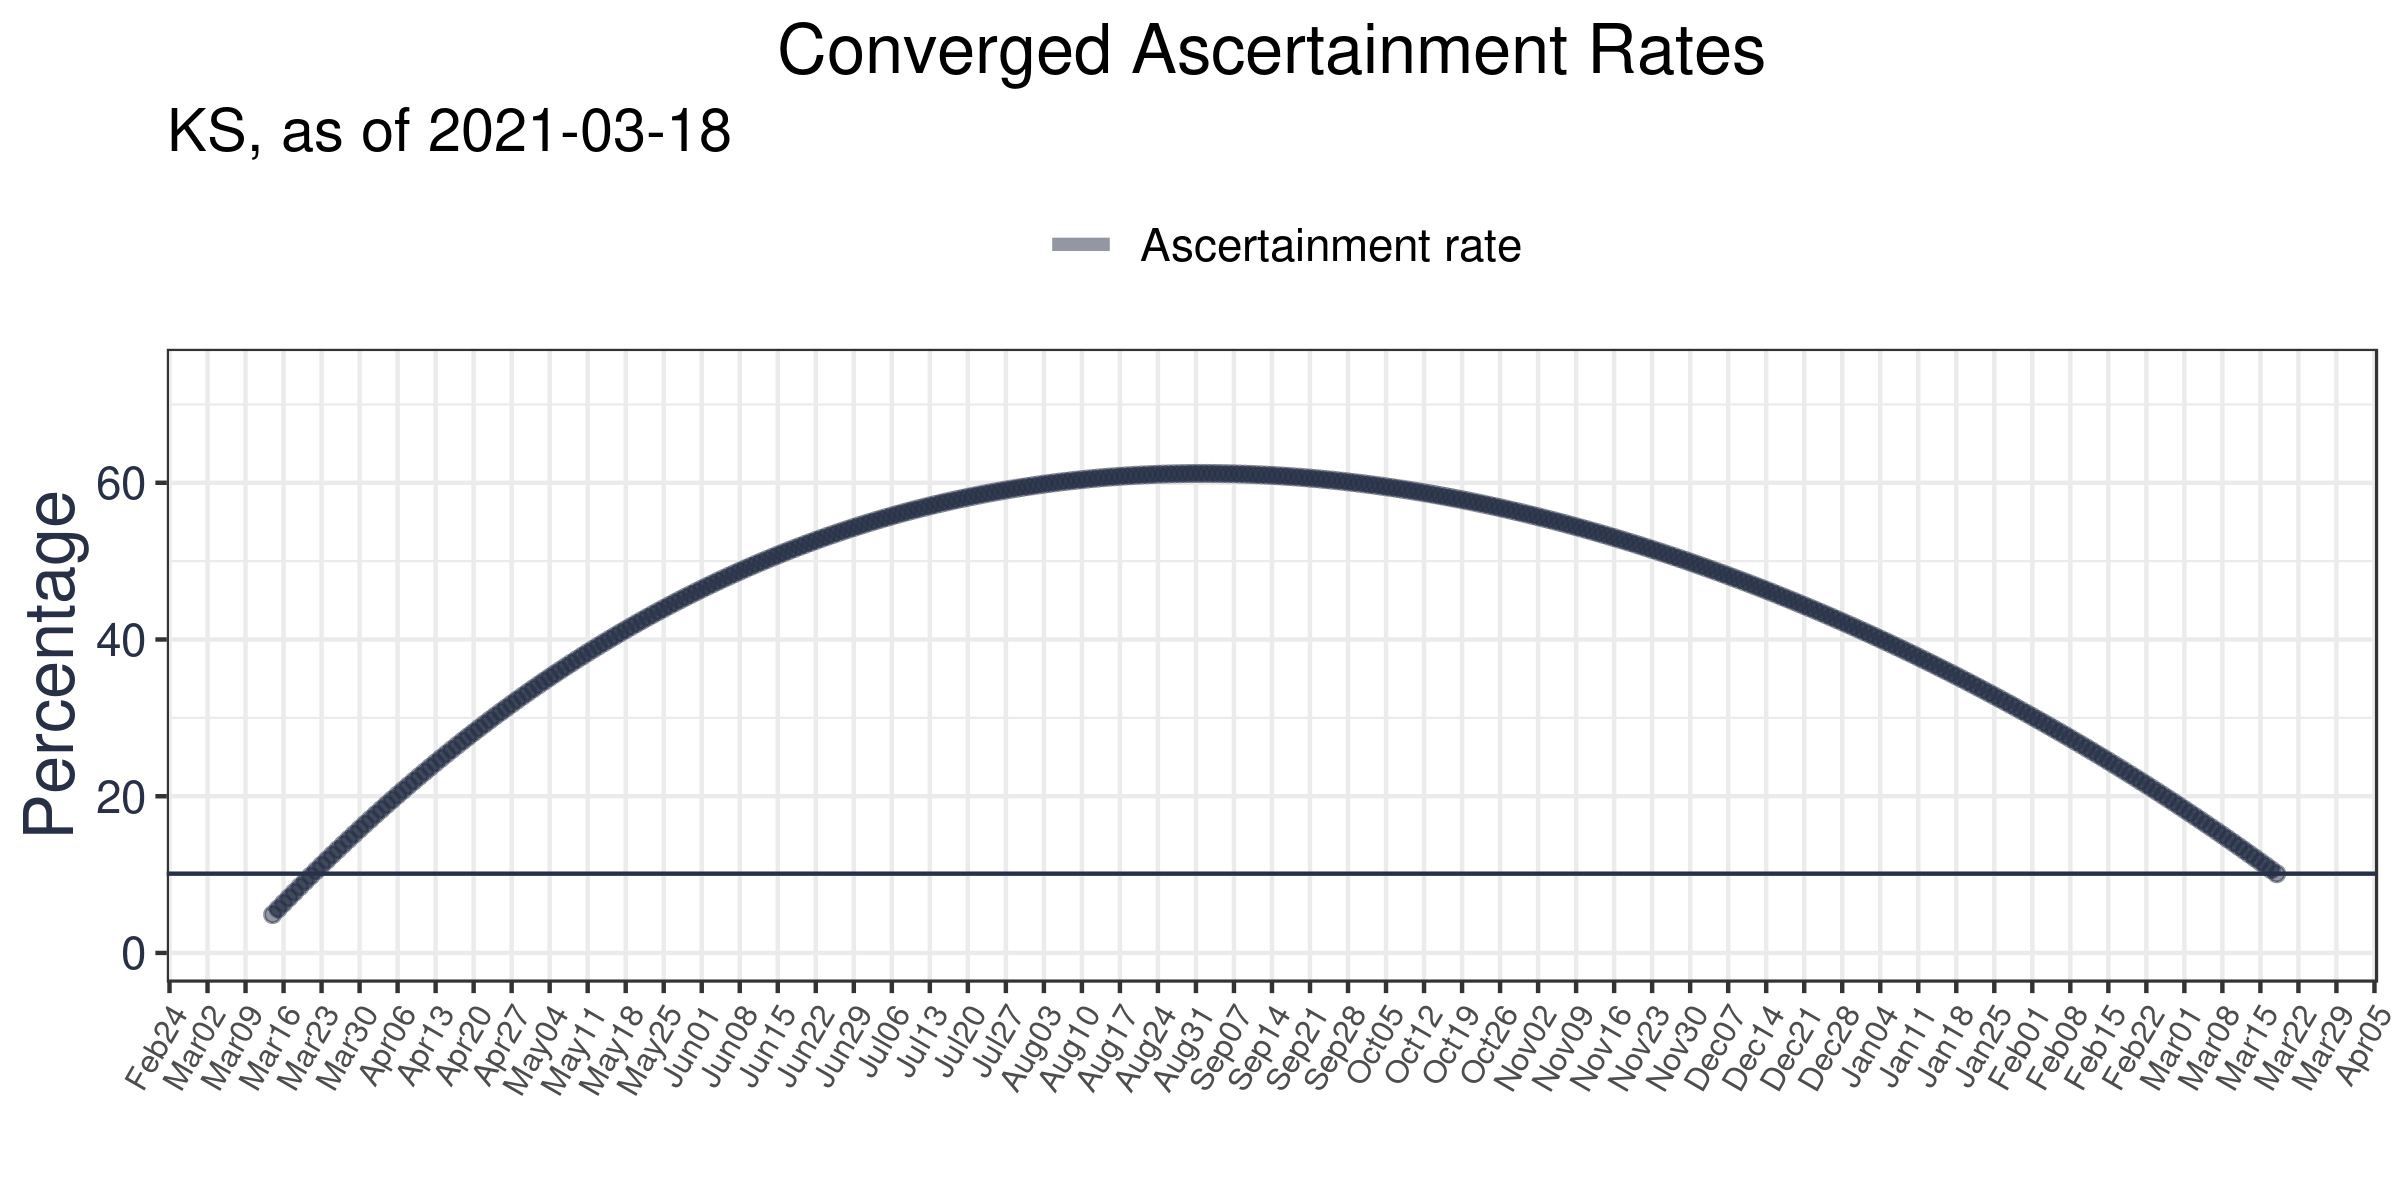 Converged Ascertainment Rates
KS, as of 2021-03-18
Ascertainment rate
Percentage
60
40
20
0
Feb24
Mar02
Mar09
Mar16
Mar23
Mar30
Apr06
Apr13
Apr20
Apr27
May04
May11
May18
May25
Jun01
Jun08
Jun15
Jun22
Jun29
Jul06
Jul13
Jul20
Jul27
Aug03
Aug10
Aug17
Aug24
Aug31
Sep07
Sep14
Sep21
Sep28
Oct05
Oct12
Oct19
Oct26
Nov02
Nov09
Nov16
Nov23
Nov30
Dec07
Dec14
Dec21
Dec28
Jan04
Jan11
Jan18
Jan25
Feb01
Feb08
Feb15
Feb22
Mar01
Mar08
Mar15
Mar22
Mar29
Apr05